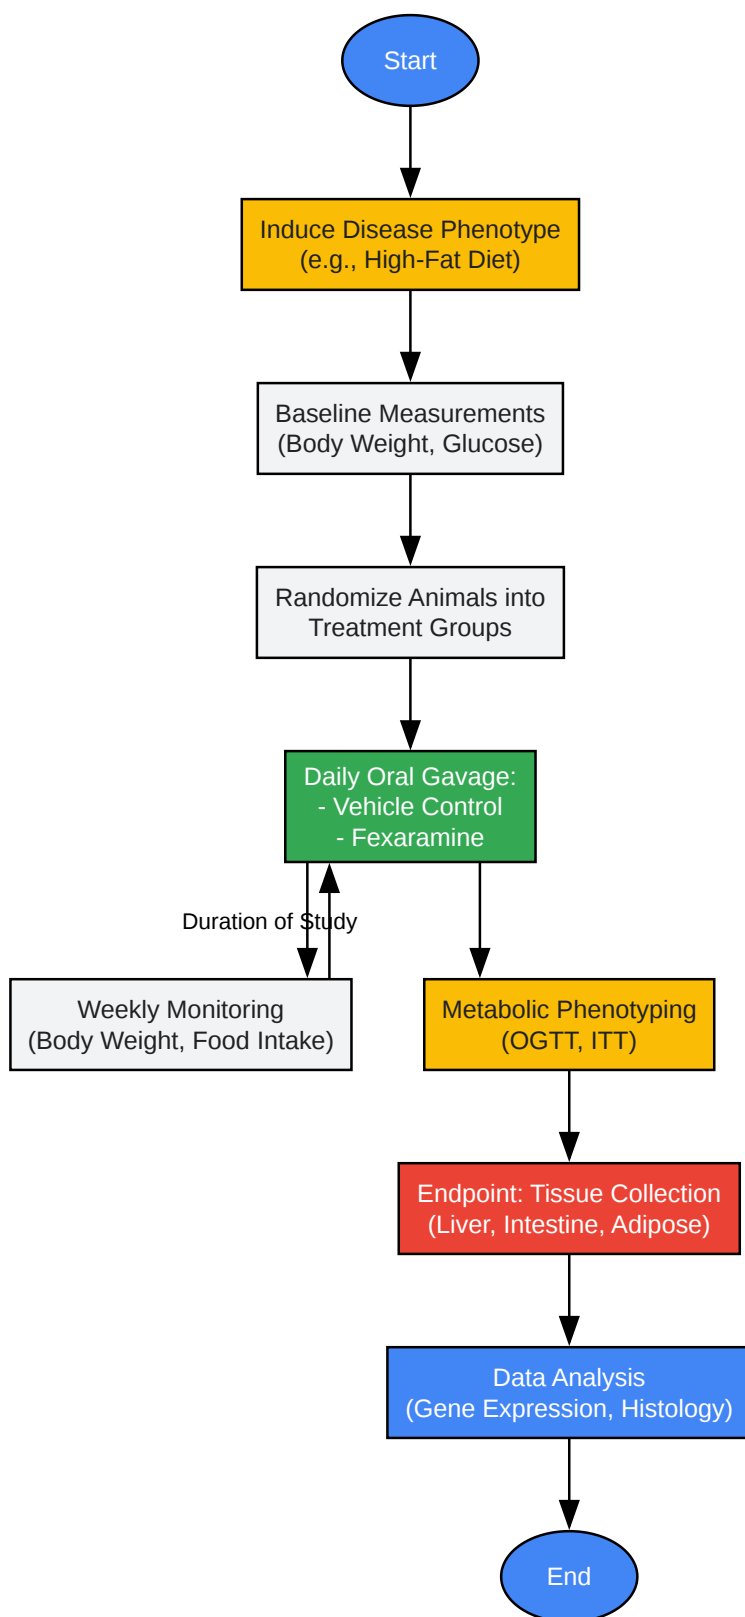 Start
Induce Disease Phenotype
(e.g., High-Fat Diet)
Baseline Measurements
(Body Weight, Glucose)
Randomize Animals into
Treatment Groups
Daily Oral Gavage:
- Vehicle Control
- Fexaramine
Duration of Study
Weekly Monitoring
(Body Weight, Food Intake)
Metabolic Phenotyping
(OGTT, ITT)
Endpoint: Tissue Collection
(Liver, Intestine, Adipose)
Data Analysis
(Gene Expression, Histology)
End